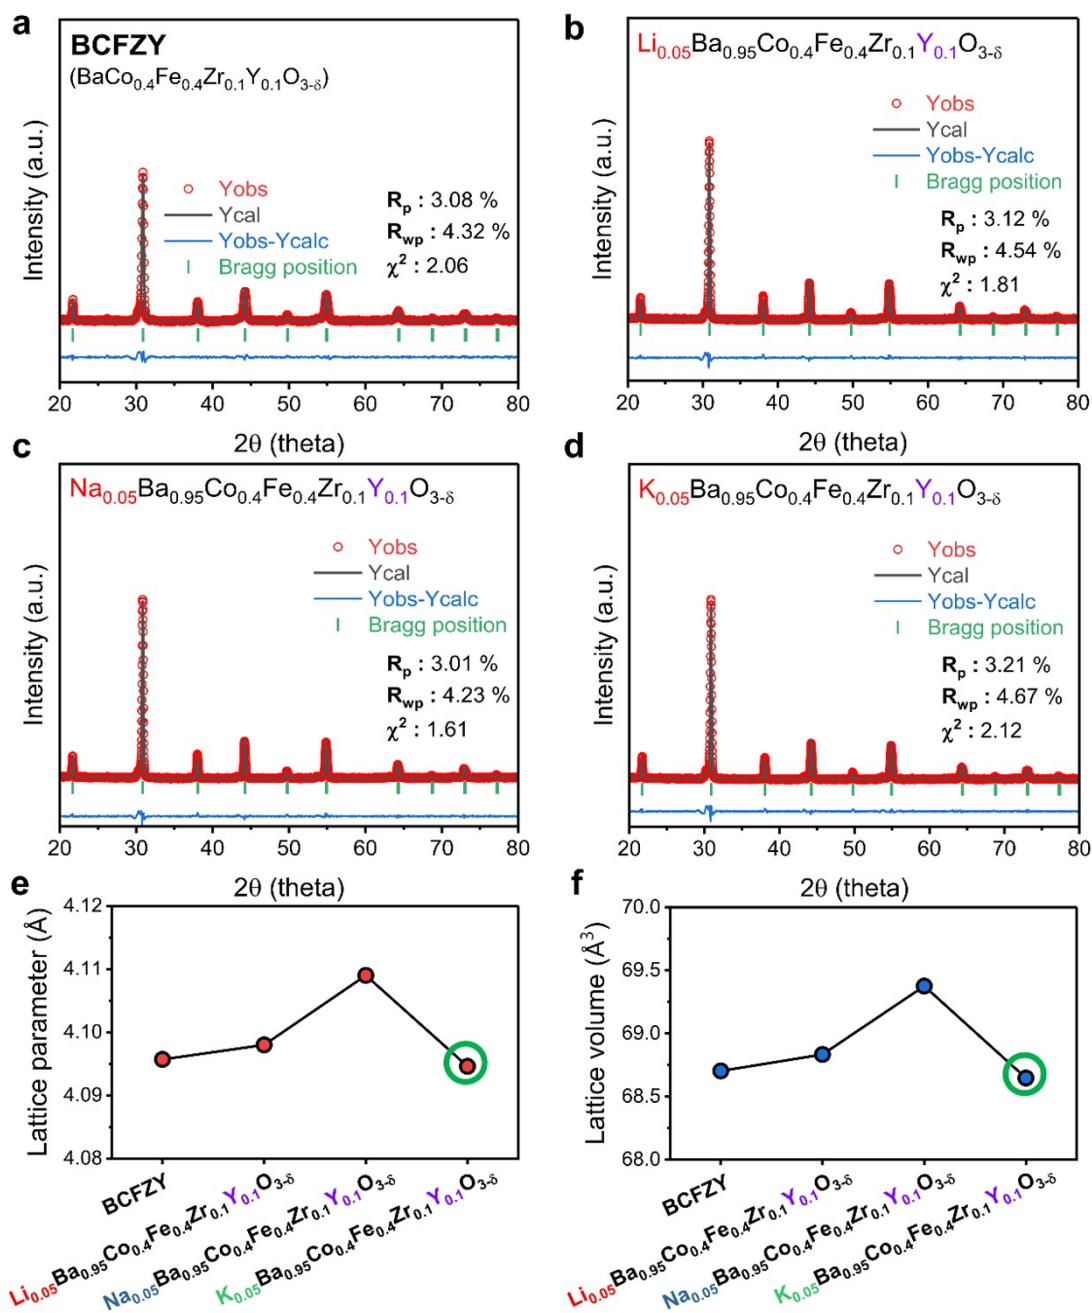 a
BCFZY
(BaCo0.4Fe0.4Zr0.1Y0.1O3-δ)
Yobs
Ycal
Yobs-Ycalc
Bragg position
Rp : 3.08 %
Rwp : 4.32 %
χ2 : 2.06
Intensity (a.u.)
20 30 40 50 60 70 80
2θ (theta)
b
Li0.05Ba0.95Co0.4Fe0.4Zr0.1Y0.1O3-δ
Yobs
Ycal
Yobs-Ycalc
Bragg position
Rp : 3.12 %
Rwp : 4.54 %
χ2 : 1.81
Intensity (a.u.)
20 30 40 50 60 70 80
2θ (theta)
c
Na0.05Ba0.95Co0.4Fe0.4Zr0.1Y0.1O3-δ
Yobs
Ycal
Yobs-Ycalc
Bragg position
Rp : 3.01 %
Rwp : 4.23 %
χ2 : 1.61
Intensity (a.u.)
20 30 40 50 60 70 80
2θ (theta)
d
K0.05Ba0.95Co0.4Fe0.4Zr0.1Y0.1O3-δ
Yobs
Ycal
Yobs-Ycalc
Bragg position
Rp : 3.21 %
Rwp : 4.67 %
χ2 : 2.12
Intensity (a.u.)
20 30 40 50 60 70 80
2θ (theta)
e
Lattice parameter (Å)
4.12
4.11
4.10
4.09
4.08
BCFZY
Li0.05Ba0.95Co0.4Fe0.4Zr0.1Y0.1O3-δ
Na0.05Ba0.95Co0.4Fe0.4Zr0.1Y0.1O3-δ
K0.05Ba0.95Co0.4Fe0.4Zr0.1Y0.1O3-δ
f
Lattice volume (Å3)
70.0
69.5
69.0
68.5
68.0
BCFZY
Li0.05Ba0.95Co0.4Fe0.4Zr0.1Y0.1O3-δ
Na0.05Ba0.95Co0.4Fe0.4Zr0.1Y0.1O3-δ
K0.05Ba0.95Co0.4Fe0.4Zr0.1Y0.1O3-δ